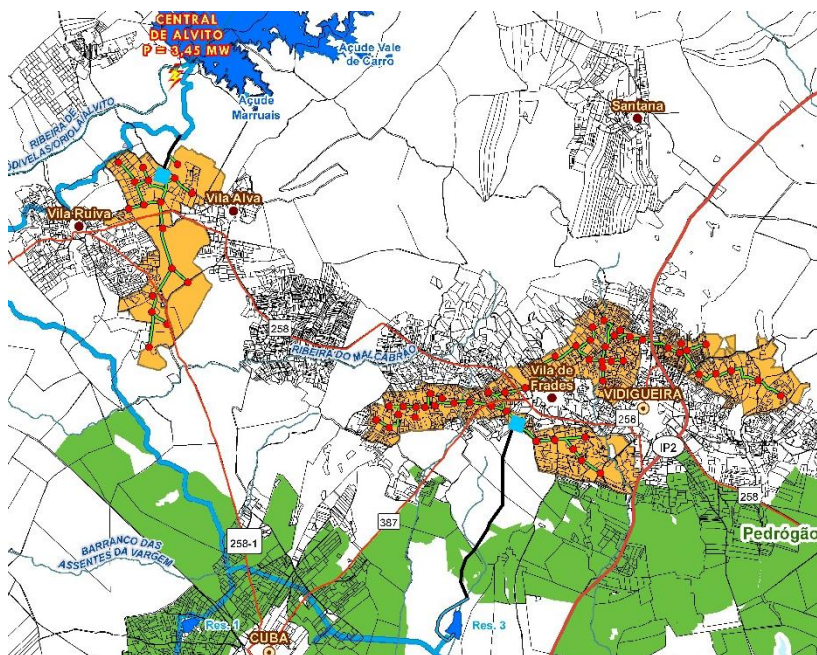 CENTRAL
DE ALVITO
P = 3,45 MW
Açude Vale
de Carro
Açude
Marruais
Santana
RIBEIRA DE
ODIVELAS/ORIOLA/ALVITO
Vila Ruiva
Vila Alva
258
RIBEIRA DO MALCABRÃO
Vila de
Frades
VIDIGUEIRA
258
IP2
258
387
Pedrógão
258-1
BARRANCO DAS
ASSENTES DA VARGEM
Res. 1
CUBA
Res. 3